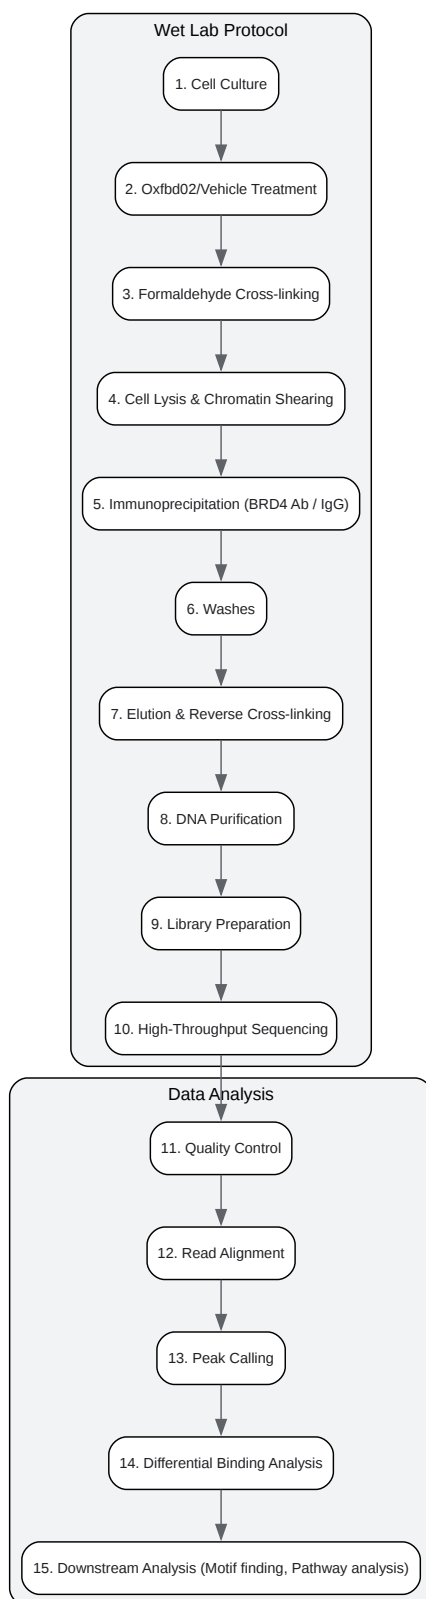 Wet Lab Protocol
1. Cell Culture
2. Oxfbd02/Vehicle Treatment
3. Formaldehyde Cross-linking
4. Cell Lysis & Chromatin Shearing
5. Immunoprecipitation (BRD4 Ab / IgG)
6. Washes
7. Elution & Reverse Cross-linking
8. DNA Purification
9. Library Preparation
10. High-Throughput Sequencing
Data Analysis
11. Quality Control
12. Read Alignment
13. Peak Calling
14. Differential Binding Analysis
15. Downstream Analysis (Motif finding, Pathway analysis)